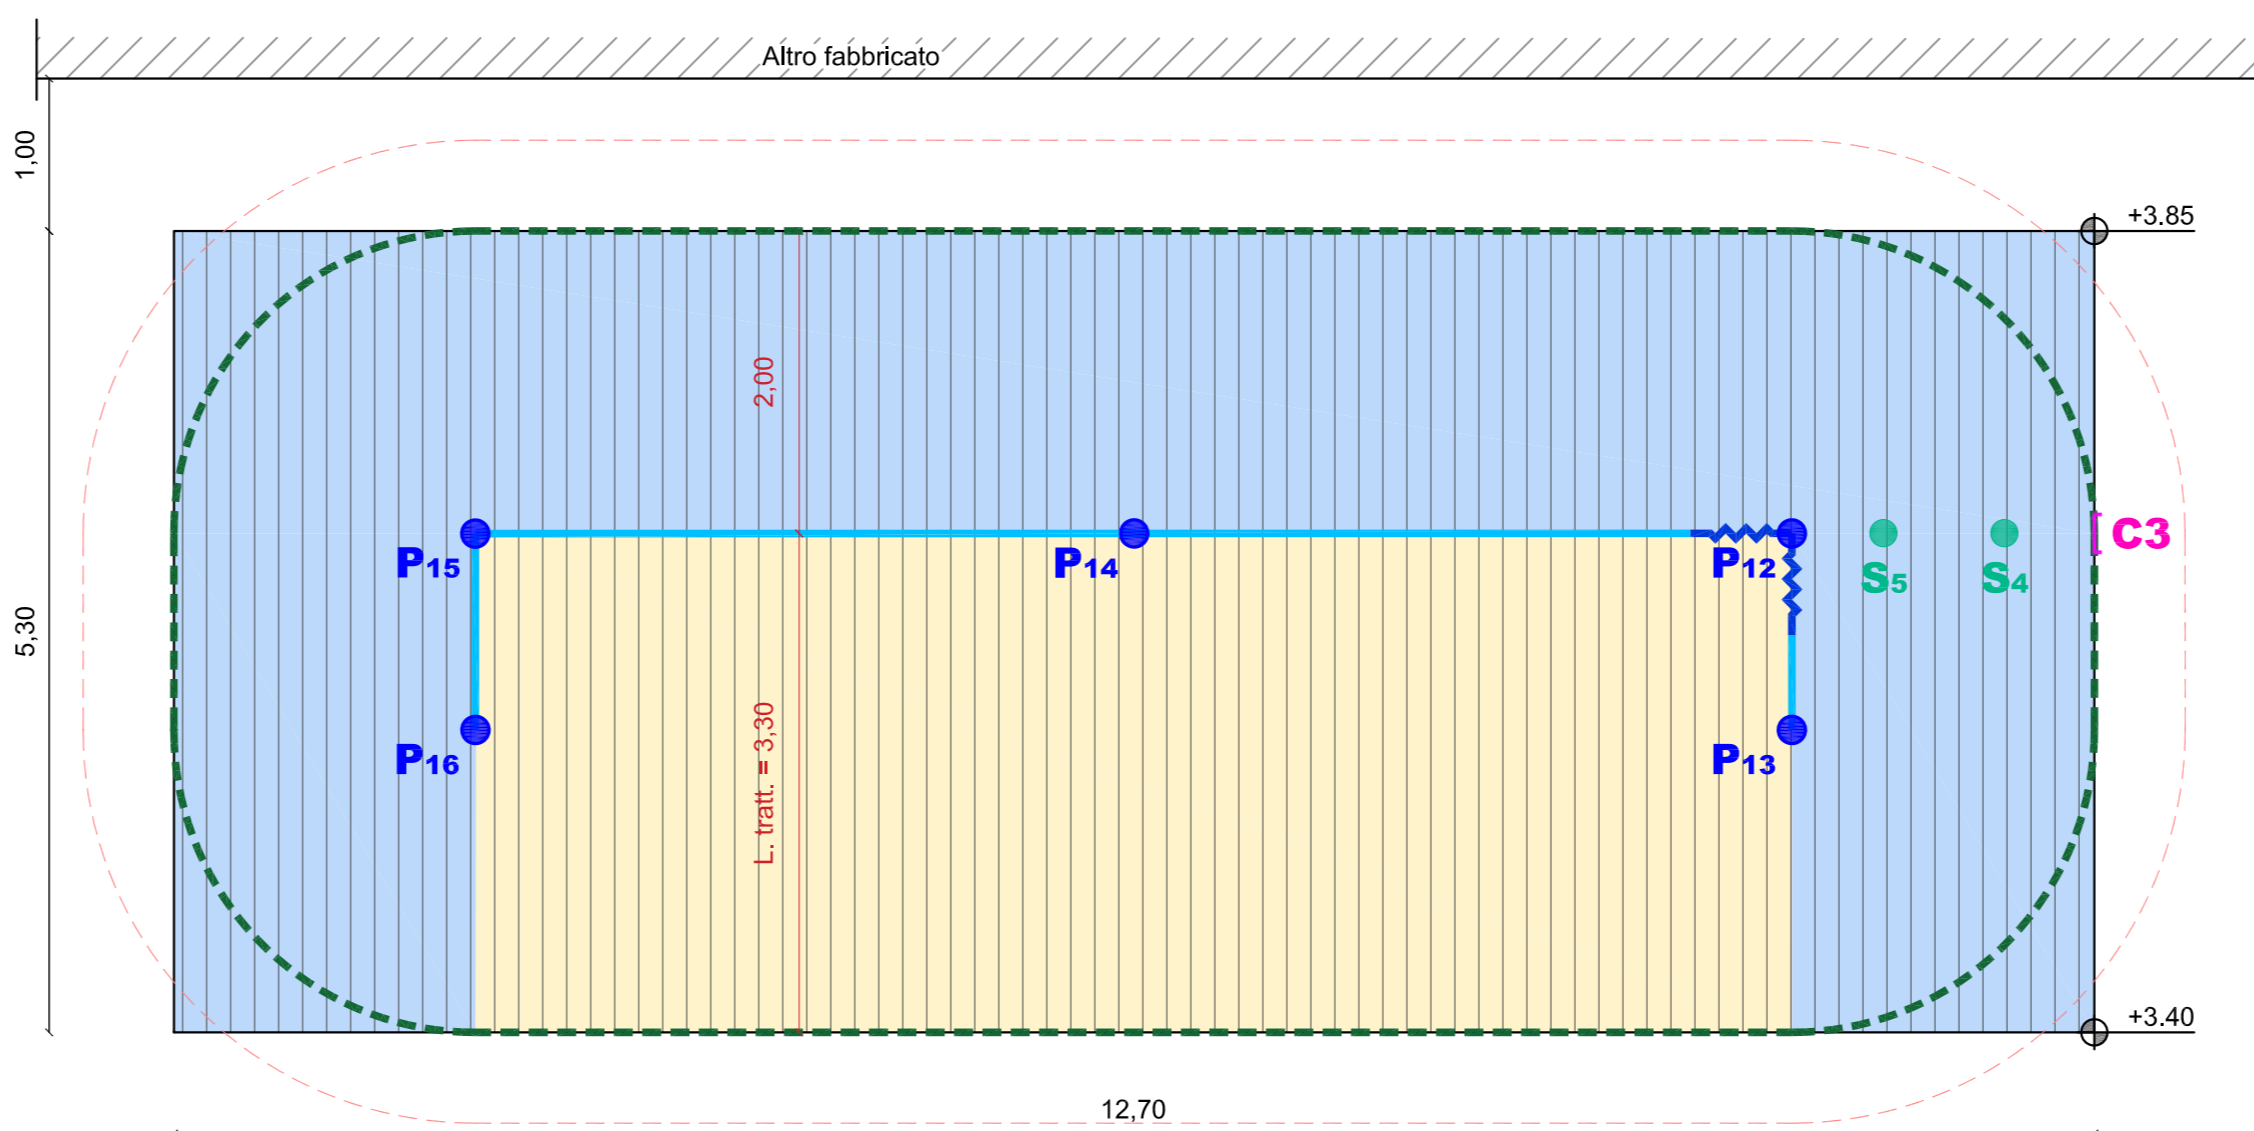 Altro fabbricato
1,00
+3.85
2,00
P15
P14
P12
S5
S4
C3
5,30
L. tratt. = 3,30
P16
P13
+3.40
12,70